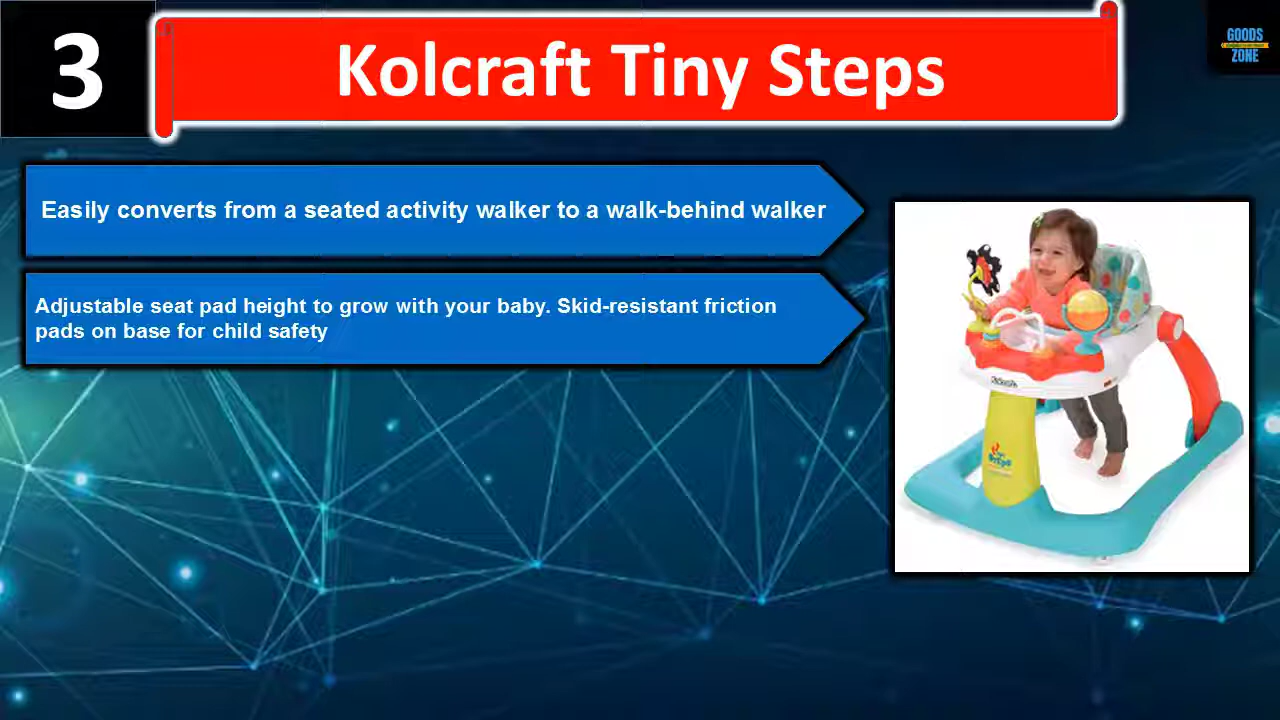 3
Kolcraft Tiny Steps
GOODS
ZONE
Easily converts from a seated activity walker to a walk-behind walker
Adjustable seat pad height to grow with your baby. Skid-resistant friction
pads on base for child safety